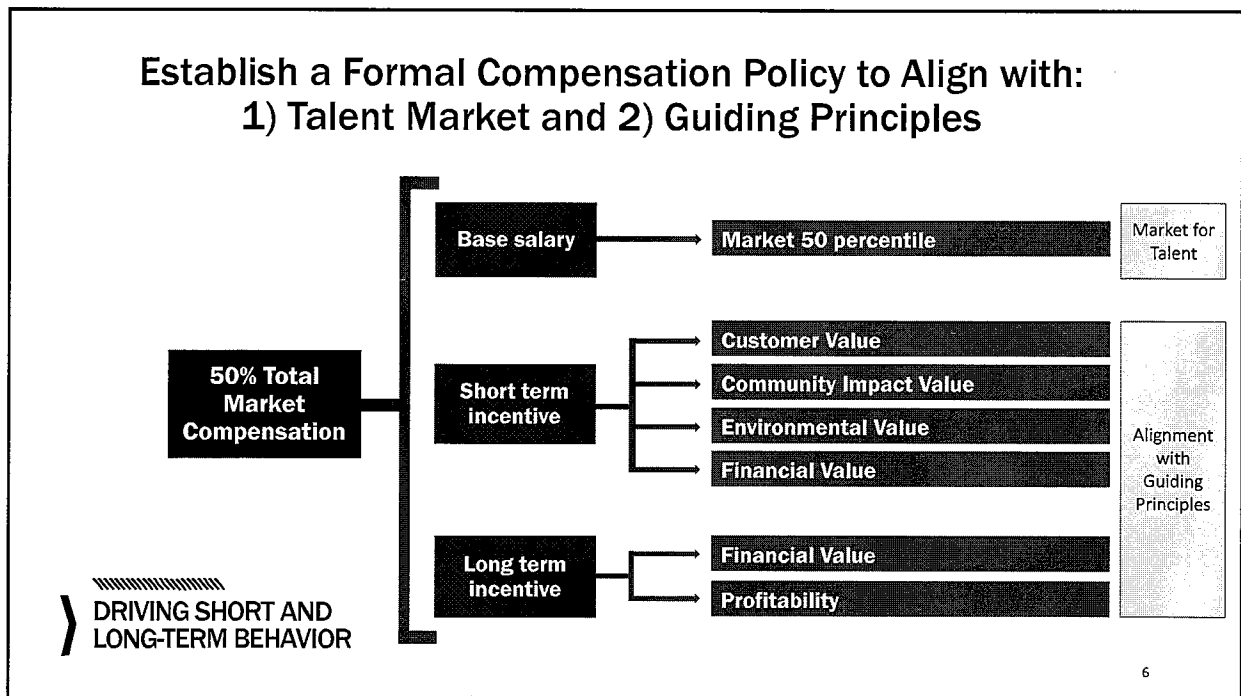 Establish a Formal Compensation Policy to Align with:
1) Talent Market and 2) Guiding Principles
50% Total
Market
Compensation
Base salary
Market 50 percentile
Market for
Talent
Short term
incentive
Customer Value
Community Impact Value
Environmental Value
Financial Value
Alignment
with
Guiding
Principles
Long term
incentive
Financial Value
Profitability
DRIVING SHORT AND
LONG-TERM BEHAVIOR
6